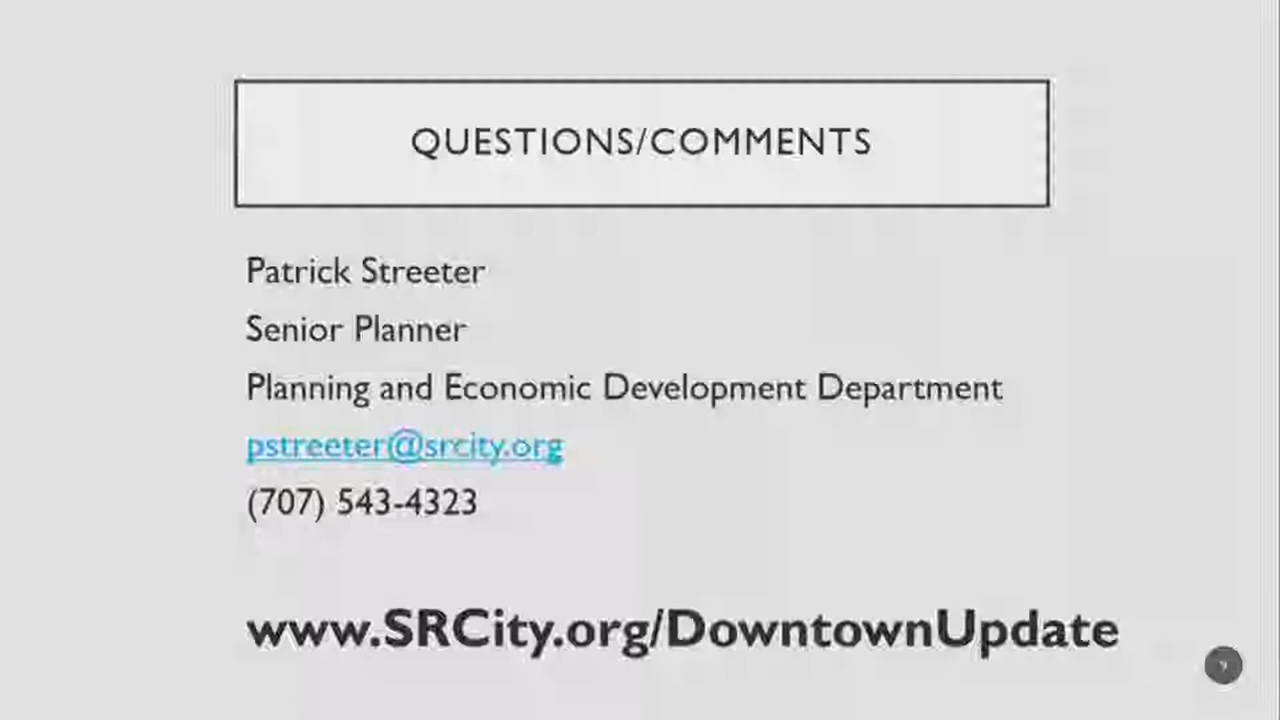 QUESTIONS/COMMENTS
Patrick Streeter
Senior Planner
Planning and Economic Development Department
pstreeter@srcity.org
(707) 543-4323
www.SRCity.org/DowntownUpdate